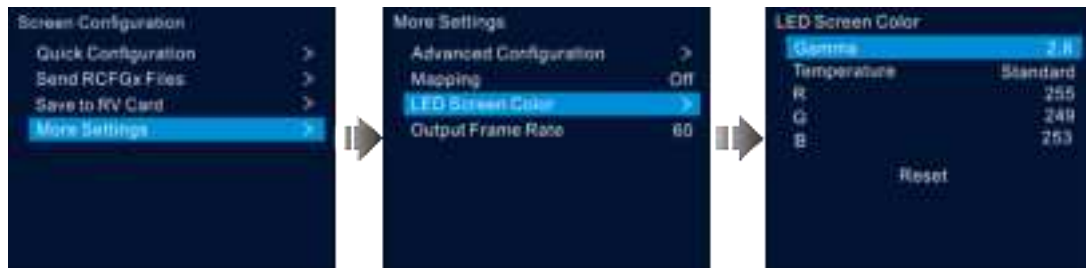 Screen Configuration
Quick Configuration >
Send RCFGx Files >
Save to RV Card >
More Settings >
More Settings
Advanced Configuration >
Mapping Off
LED Screen Color >
Output Frame Rate 60
LED Screen Color
Gamma 2.8
Temperature Standard
R 255
G 249
B 253
Reset